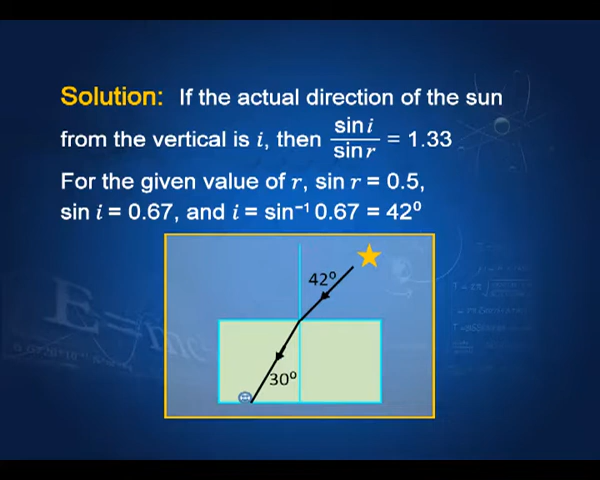 Solution: If the actual direction of the sun
from the vertical is i, then sin i / sin r = 1.33
For the given value of r, sin r = 0.5,
sin i = 0.67, and i = sin⁻¹ 0.67 = 42⁰
42⁰
30⁰
E=mc